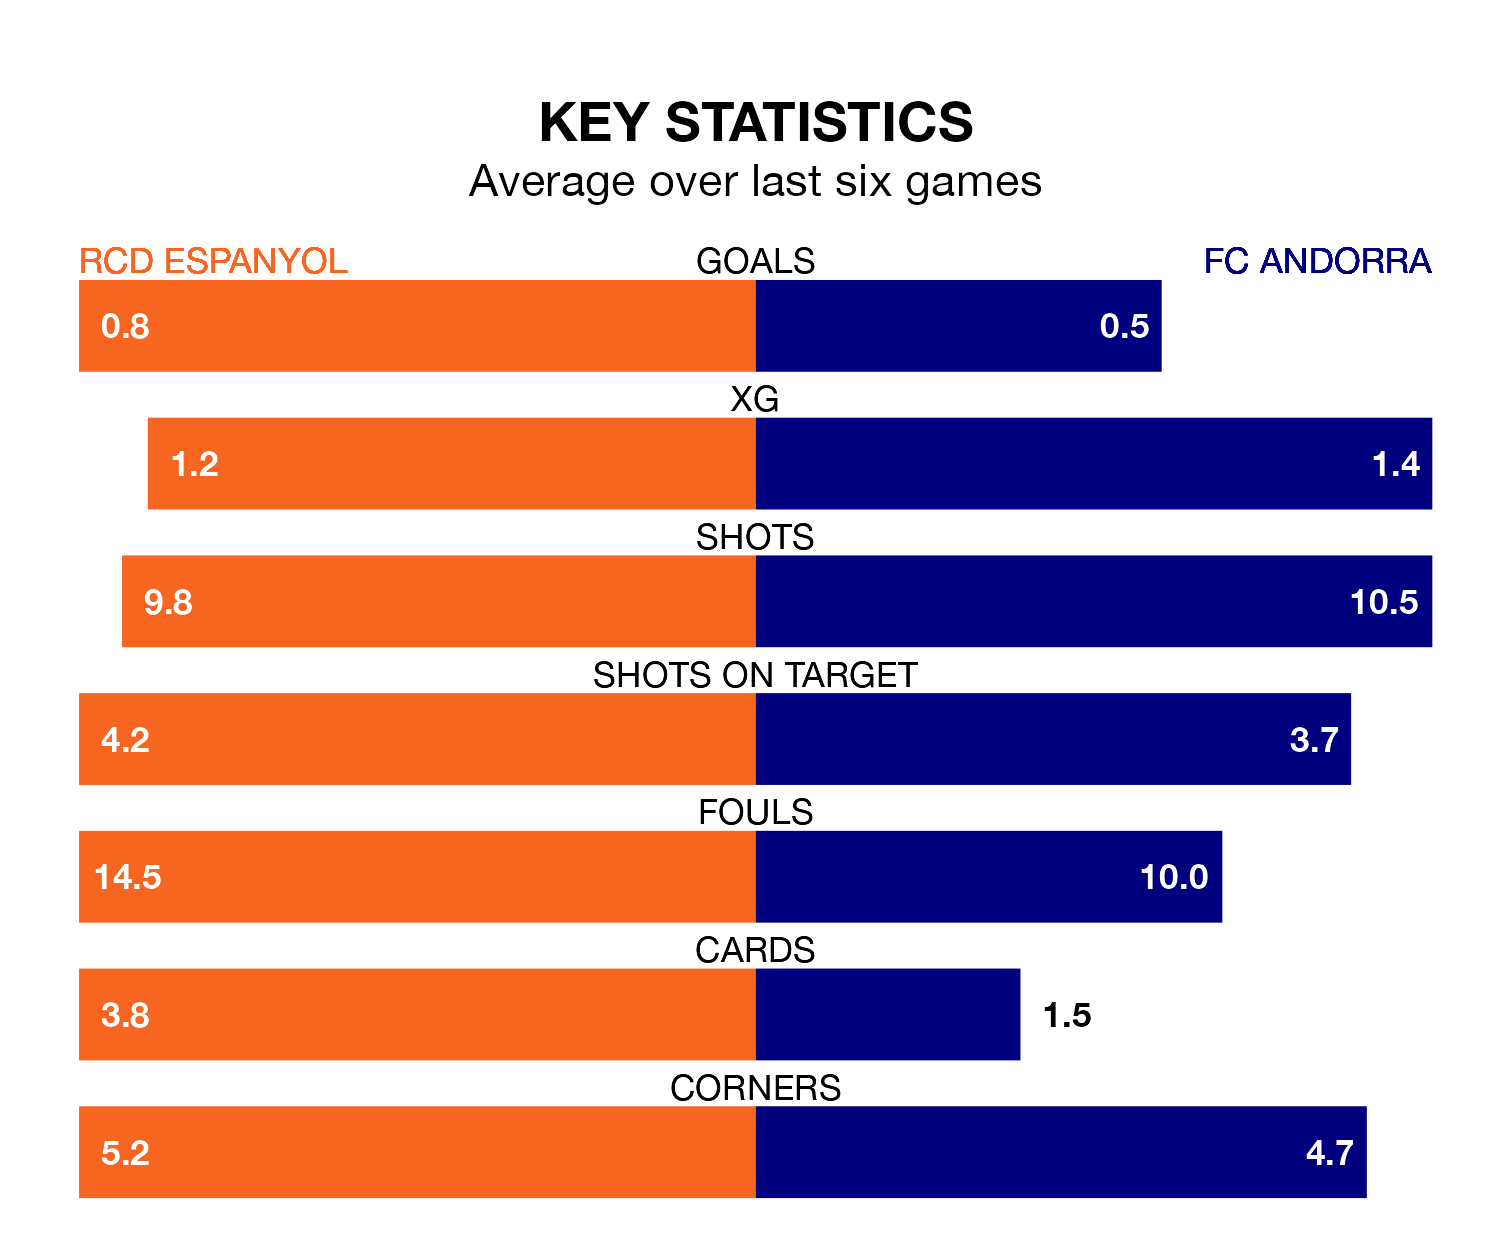 KEY STATISTICS
Average over last six games
RCD ESPANYOL GOALS FC ANDORRA
0.8 0.5
XG
1.2 1.4
SHOTS
9.8 10.5
SHOTS ON TARGET
4.2 3.7
FOULS
14.5 10.0
CARDS
3.8 1.5
CORNERS
5.2 4.7